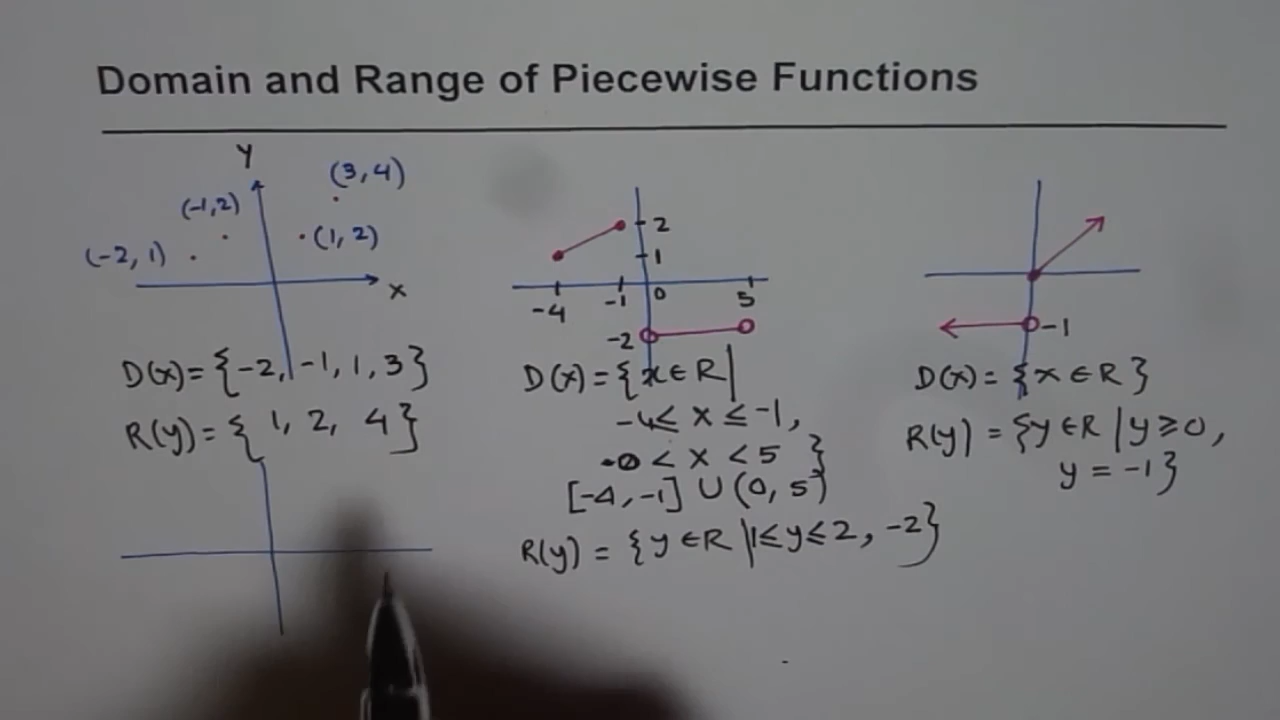 Domain and Range of Piecewise Functions
Y
(3,4)
(-1,2)
(-2, 1)
(1, 2)
x
D(x)= {-2, -1, 1, 3}
R(y)= { 1, 2, 4}
2
1
-4
-1
0
5
-2
D(x) = {x ∈ R |
-4≤ x ≤ -1,
0 < x < 5 }
[-4, -1] ∪ (0, 5)
R(y) = {y ∈R |1≤y≤2, -2}
-1
D(x)= {x ∈ R}
R(y) = {y ∈ R | y ≥ 0,
y = -1}